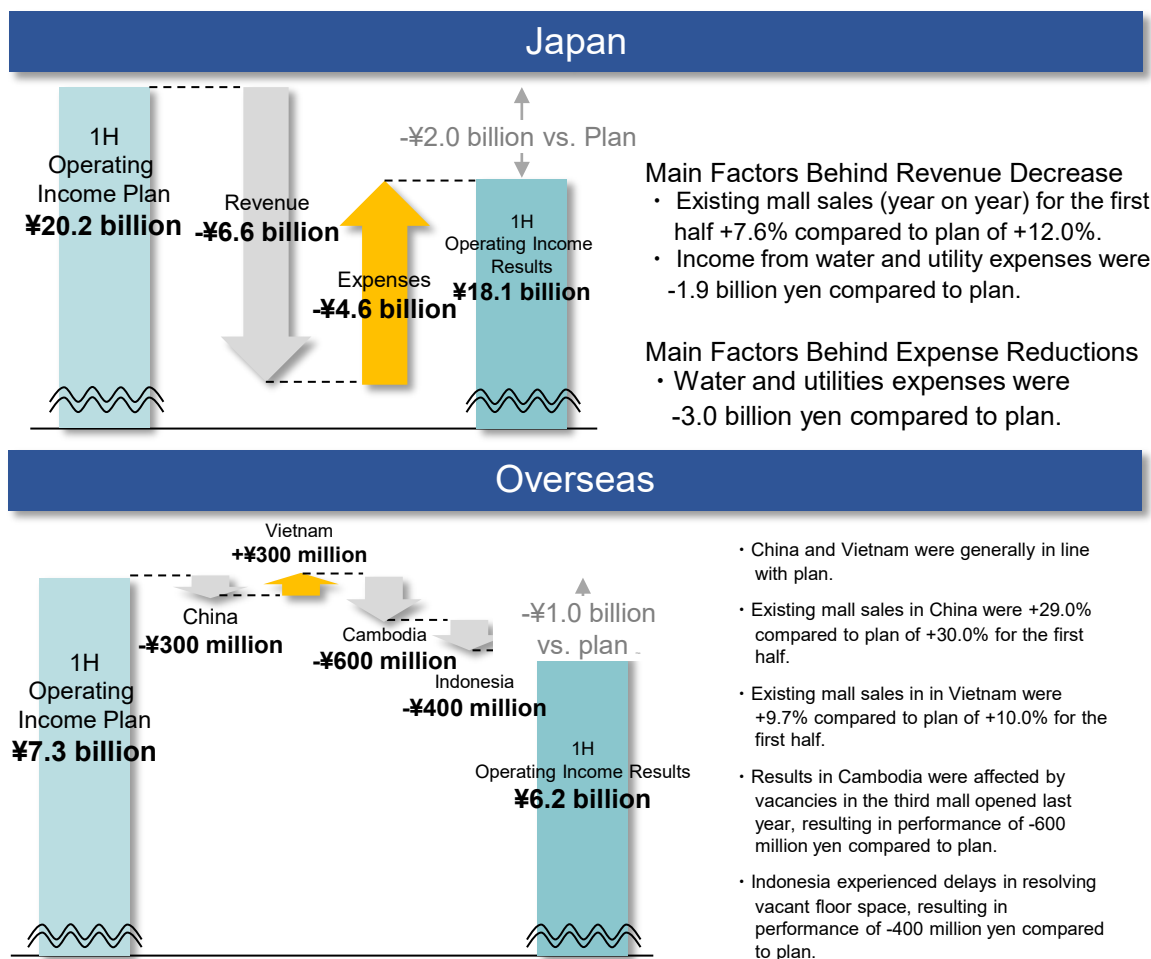 Japan
1H
Operating
Income Plan
¥20.2 billion
Revenue
-¥6.6 billion
Expenses
-¥4.6 billion
-¥2.0 billion vs. Plan
1H
Operating Income
Results
¥18.1 billion
Main Factors Behind Revenue Decrease
・ Existing mall sales (year on year) for the first
half +7.6% compared to plan of +12.0%.
・ Income from water and utility expenses were
-1.9 billion yen compared to plan.
Main Factors Behind Expense Reductions
・ Water and utilities expenses were
-3.0 billion yen compared to plan.
Overseas
1H
Operating
Income Plan
¥7.3 billion
China
-¥300 million
Vietnam
+¥300 million
Cambodia
-¥600 million
Indonesia
-¥400 million
-¥1.0 billion
vs. plan
1H
Operating Income Results
¥6.2 billion
・ China and Vietnam were generally in line
with plan.
・ Existing mall sales in China were +29.0%
compared to plan of +30.0% for the first
half.
・ Existing mall sales in in Vietnam were
+9.7% compared to plan of +10.0% for the
first half.
・ Results in Cambodia were affected by
vacancies in the third mall opened last
year, resulting in performance of -600
million yen compared to plan.
・ Indonesia experienced delays in resolving
vacant floor space, resulting in
performance of -400 million yen compared
to plan.